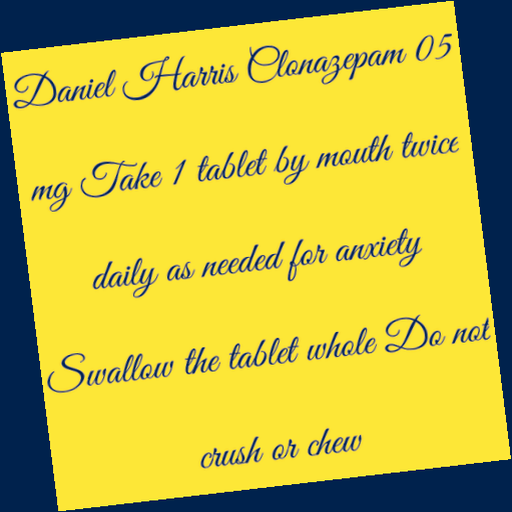 Daniel Harris Clonazepam 05
mg Take 1 tablet by mouth twice
daily as needed for anxiety
Swallow the tablet whole Do not
crush or chew